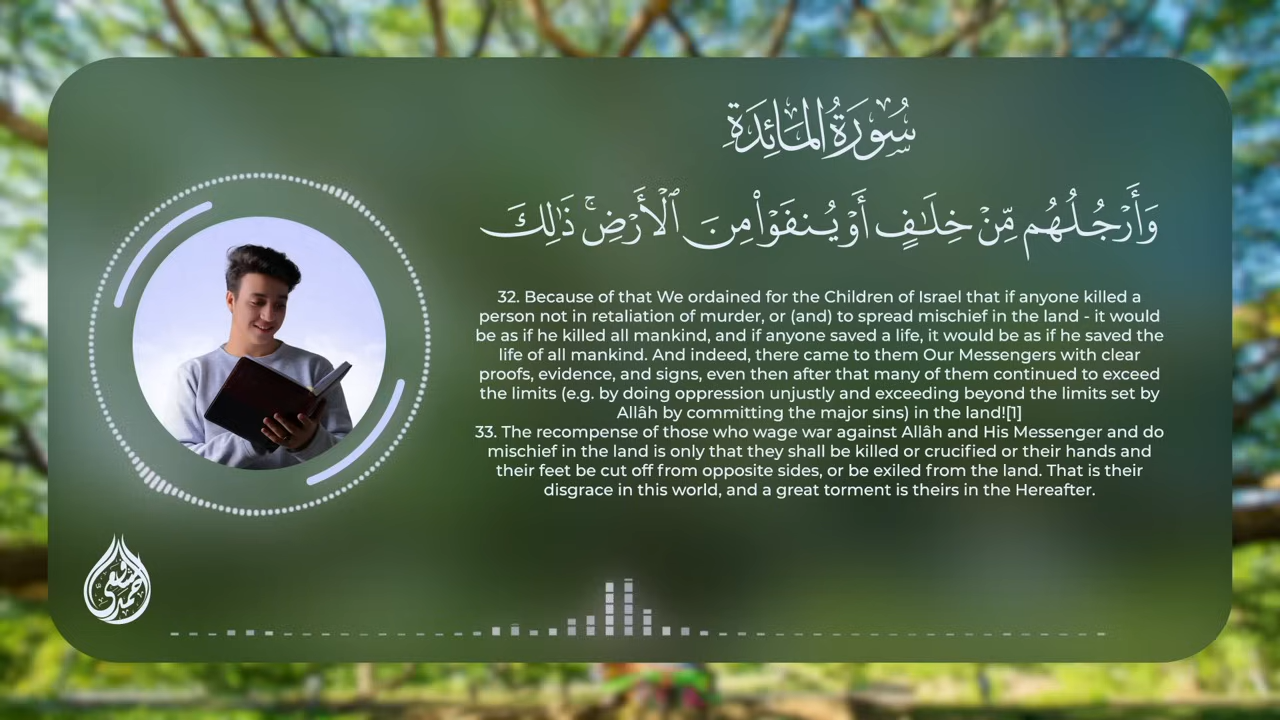 سُورَةُ المَائِدَةِ
وَأَرْجُلُهُم مِّنْ خِلَٰفٍ أَوْ يُنفَوْا۟ مِنَ ٱلْأَرْضِ ۚ ذَٰلِكَ
32. Because of that We ordained for the Children of Israel that if anyone killed a
person not in retaliation of murder, or (and) to spread mischief in the land - it would
be as if he killed all mankind, and if anyone saved a life, it would be as if he saved the
life of all mankind. And indeed, there came to them Our Messengers with clear
proofs, evidence, and signs, even then after that many of them continued to exceed
the limits (e.g. by doing oppression unjustly and exceeding beyond the limits set by
Allâh by committing the major sins) in the land![1]
33. The recompense of those who wage war against Allâh and His Messenger and do
mischief in the land is only that they shall be killed or crucified or their hands and
their feet be cut off from opposite sides, or be exiled from the land. That is their
disgrace in this world, and a great torment is theirs in the Hereafter.